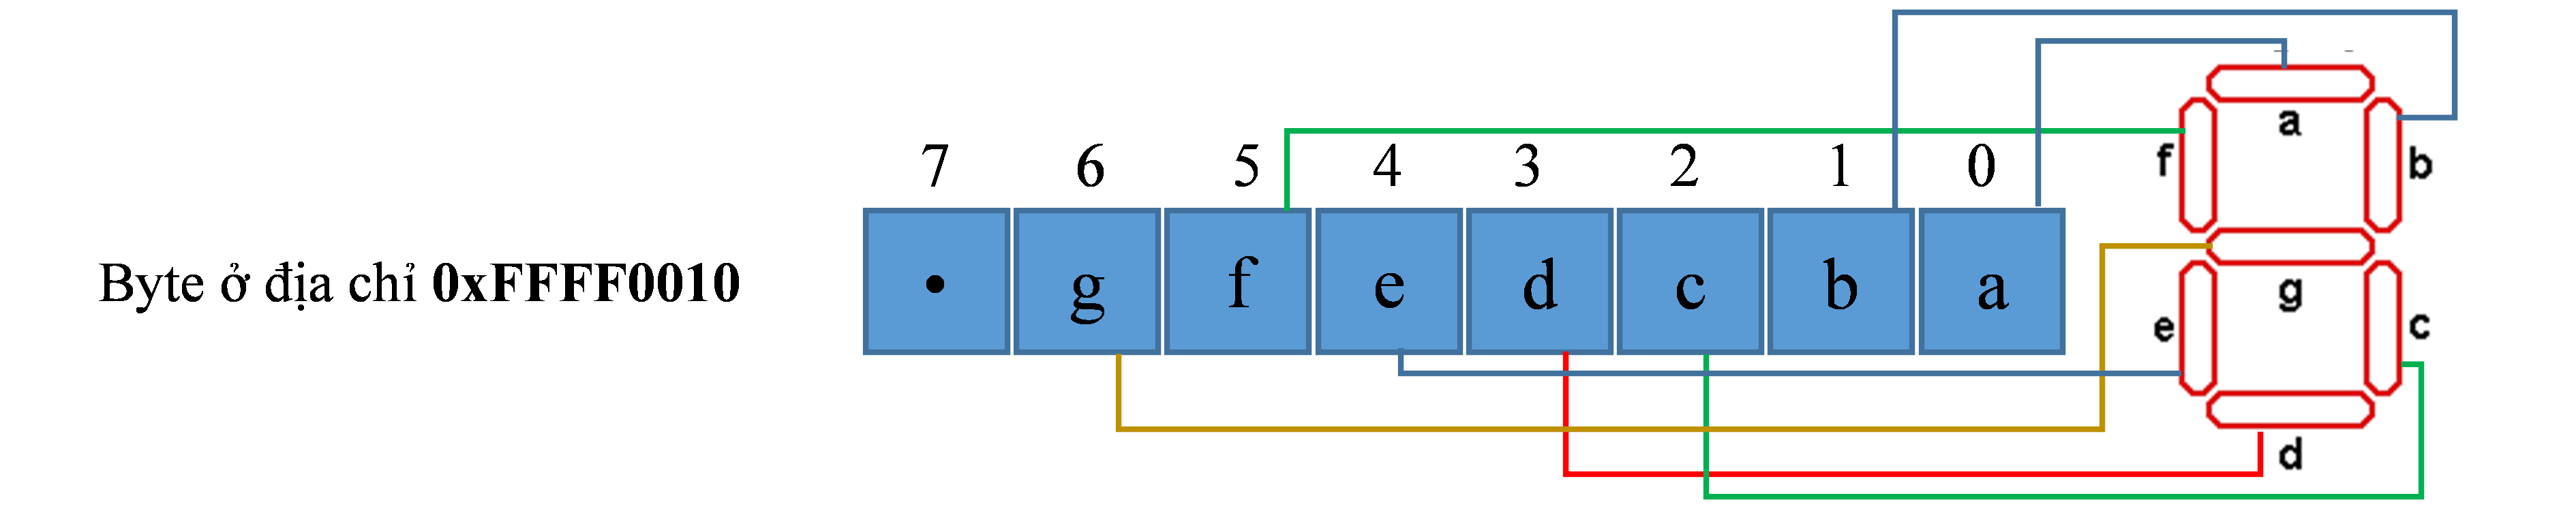 7 6 5 4 3 2 1 0
Byte ở địa chỉ 0xFFFF0010
• g f e d c b a
a
f
b
g
e
c
d